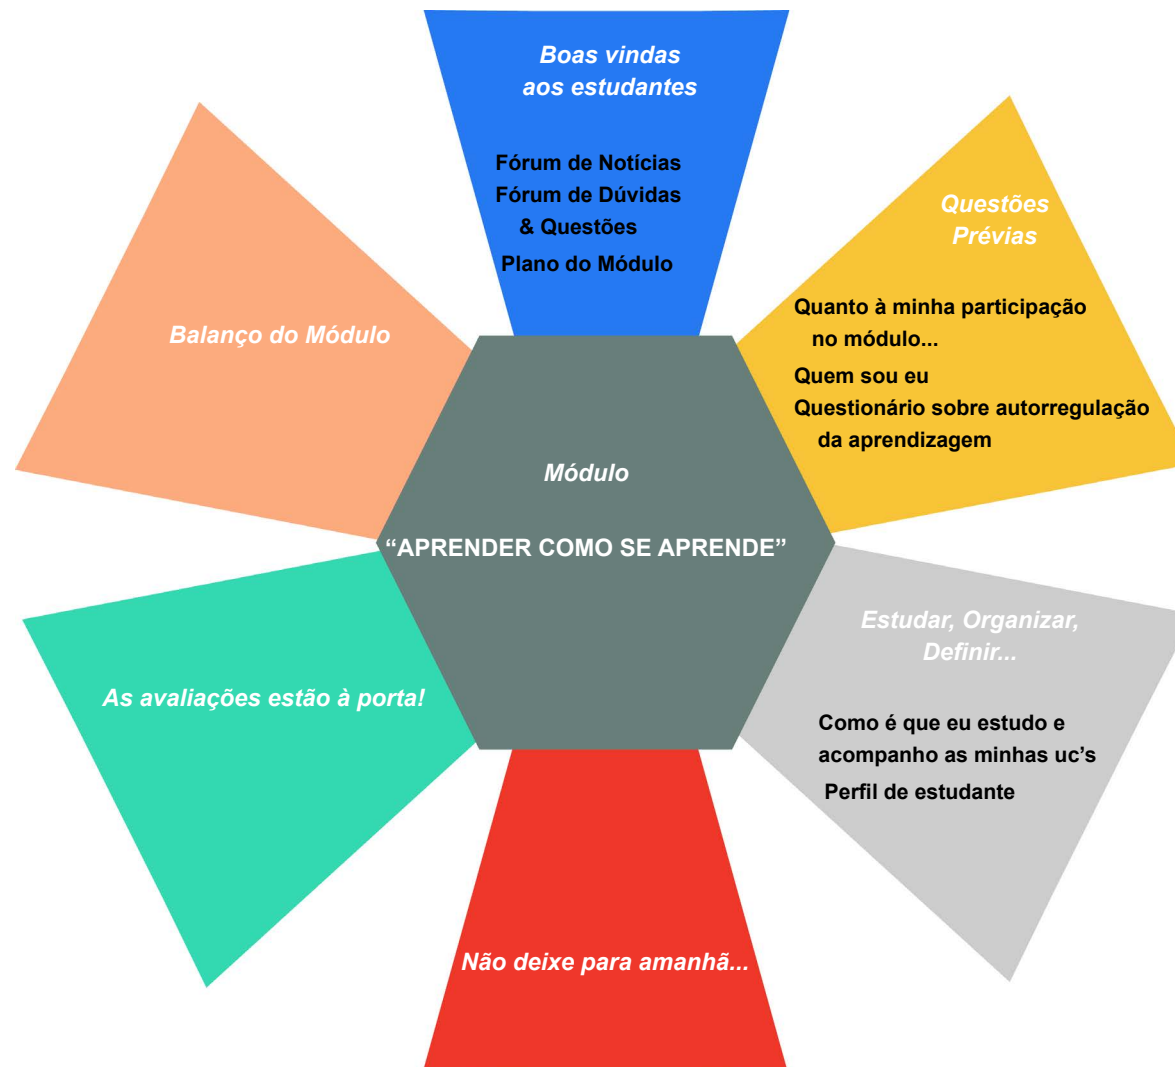 Boas vindas
aos estudantes
Fórum de Notícias
Fórum de Dúvidas
& Questões
Plano do Módulo
Questões
Prévias
Quanto à minha participação
no módulo...
Quem sou eu
Questionário sobre autorregulação
da aprendizagem
Estudar, Organizar,
Definir...
Como é que eu estudo e
acompanho as minhas uc’s
Perfil de estudante
Não deixe para amanhã...
As avaliações estão à porta!
Balanço do Módulo
Módulo
“APRENDER COMO SE APRENDE”